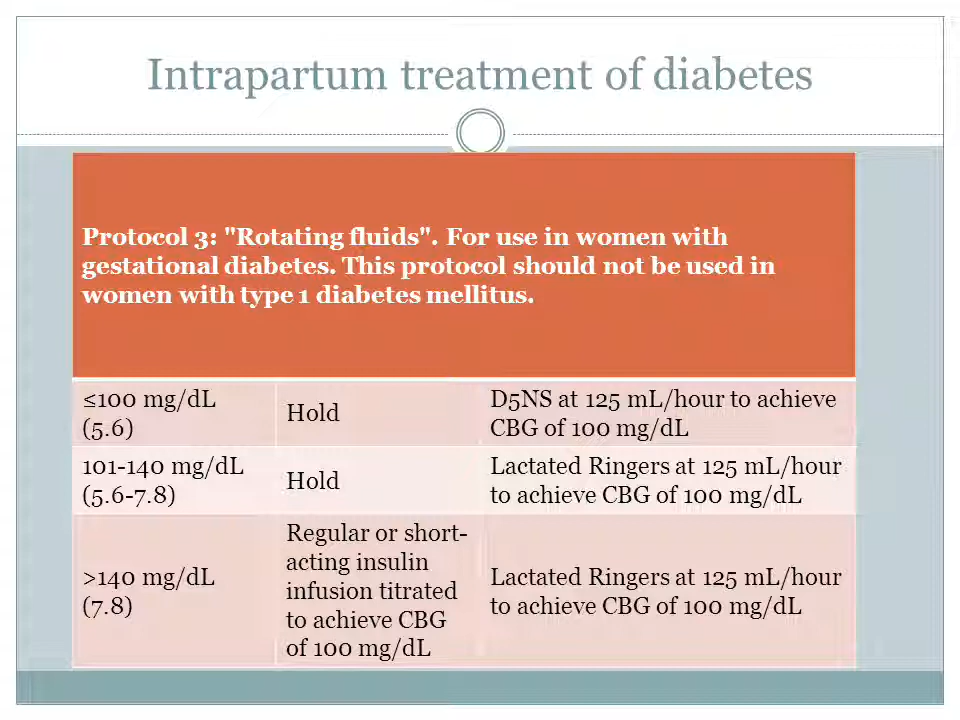 Intrapartum treatment of diabetes
Protocol 3: "Rotating fluids". For use in women with
gestational diabetes. This protocol should not be used in
women with type 1 diabetes mellitus.
≤100 mg/dL
(5.6)
Hold
D5NS at 125 mL/hour to achieve
CBG of 100 mg/dL
101-140 mg/dL
(5.6-7.8)
Hold
Lactated Ringers at 125 mL/hour
to achieve CBG of 100 mg/dL
>140 mg/dL
(7.8)
Regular or short-
acting insulin
infusion titrated
to achieve CBG
of 100 mg/dL
Lactated Ringers at 125 mL/hour
to achieve CBG of 100 mg/dL